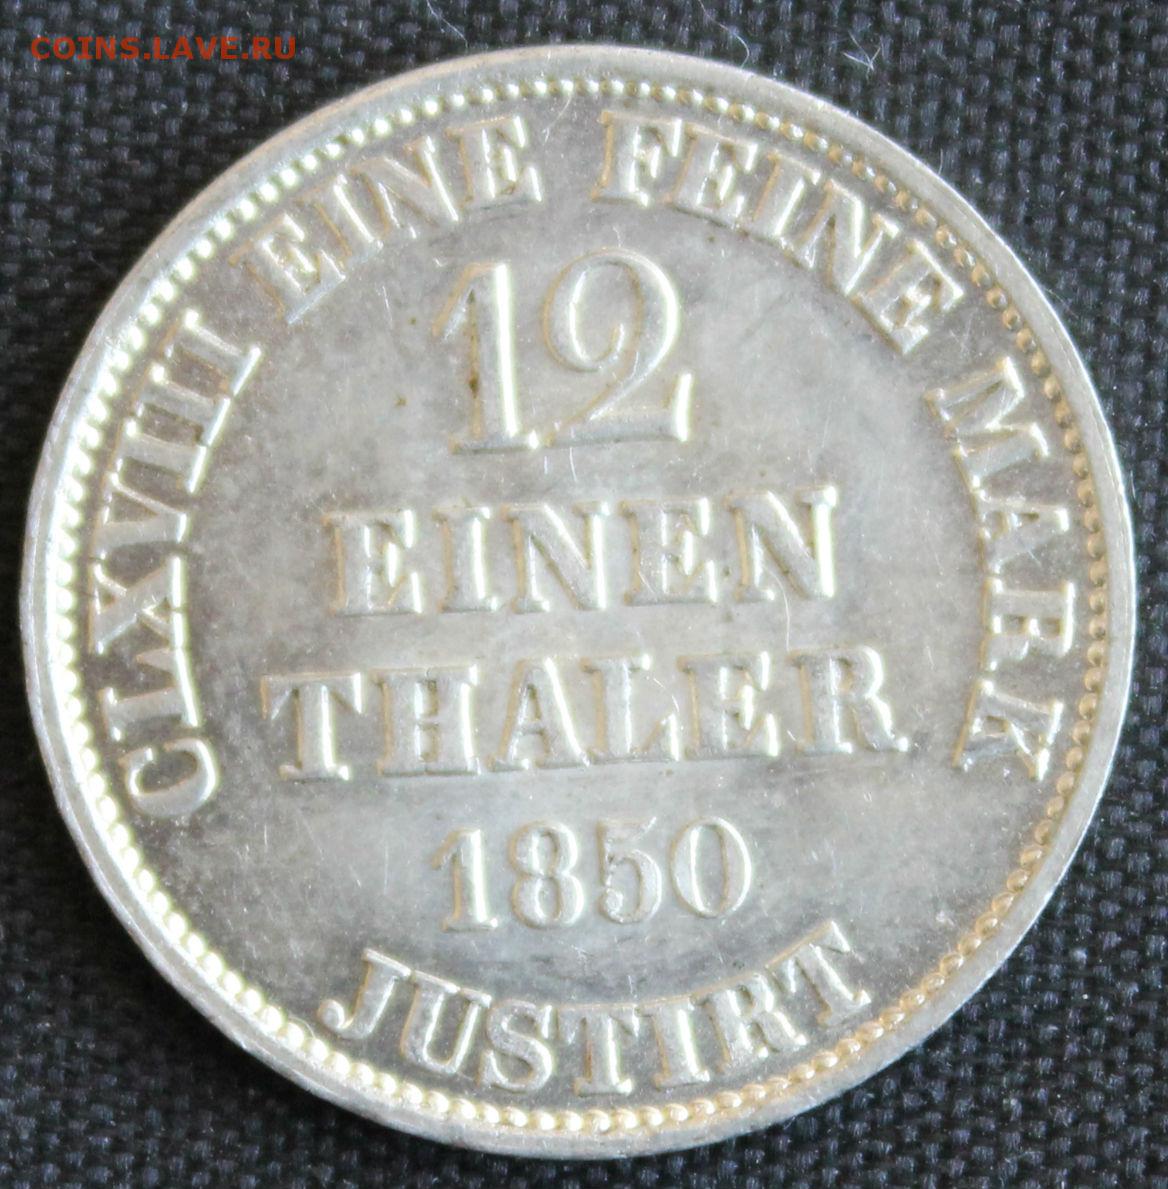 COINS.LAVE.RU
CLXVIII EINE FEINE MARK
12
EINEN
THALER
1850
JUSTIRT